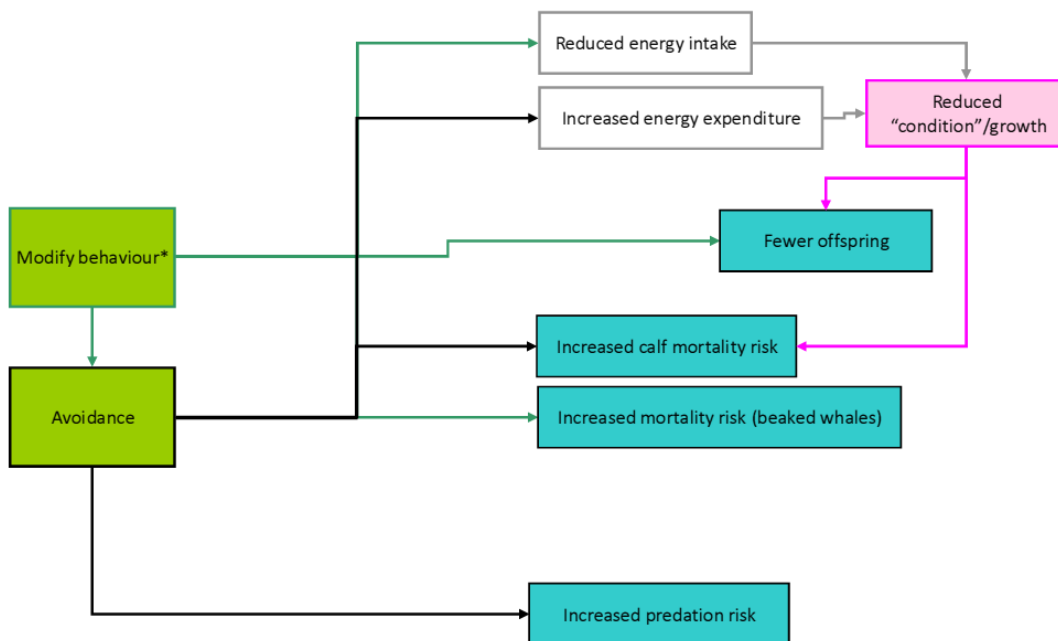 Reduced energy intake
Increased energy expenditure
Reduced
“condition”/growth
Modify behaviour*
Fewer offspring
Increased calf mortality risk
Avoidance
Increased mortality risk (beaked whales)
Increased predation risk